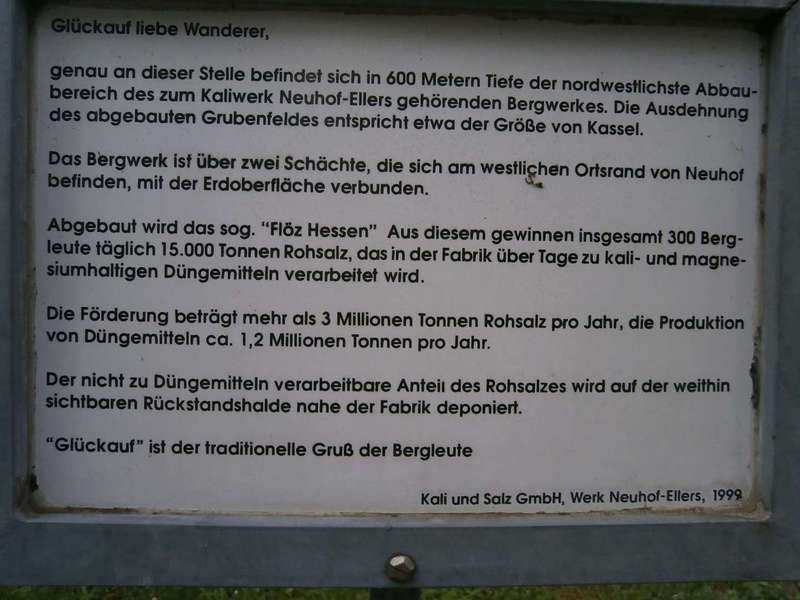 Glückauf liebe Wanderer,
genau an dieser Stelle befindet sich in 600 Metern Tiefe der nordwestlichste Abbau-
bereich des zum Kaliwerk Neuhof-Ellers gehörenden Bergwerkes. Die Ausdehnung
des abgebauten Grubenfeldes entspricht etwa der Größe von Kassel.
Das Bergwerk ist über zwei Schächte, die sich am westlichen Ortsrand von Neuhof
befinden, mit der Erdoberfläche verbunden.
Abgebaut wird das sog. "Flöz Hessen" Aus diesem gewinnen insgesamt 300 Berg-
leute täglich 15.000 Tonnen Rohsalz, das in der Fabrik über Tage zu kali- und magne-
siumhaltigen Düngemitteln verarbeitet wird.
Die Förderung beträgt mehr als 3 Millionen Tonnen Rohsalz pro Jahr, die Produktion
von Düngemitteln ca. 1,2 Millionen Tonnen pro Jahr.
Der nicht zu Düngemitteln verarbeitbare Anteil des Rohsalzes wird auf der weithin
sichtbaren Rückstandshalde nahe der Fabrik deponiert.
"Glückauf" ist der traditionelle Gruß der Bergleute
Kali und Salz GmbH, Werk Neuhof-Ellers, 1999